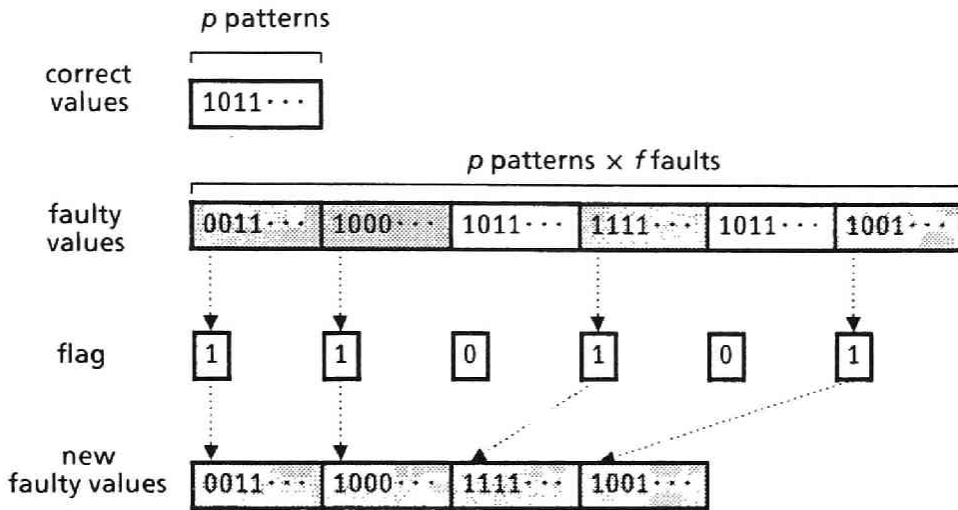 p patterns
correct
values
1011···
p patterns × f faults
faulty
values
0011··· 1000··· 1011··· 1111··· 1011··· 1001···
flag
1 1 0 1 0 1
new
faulty values
0011··· 1000··· 1111··· 1001···